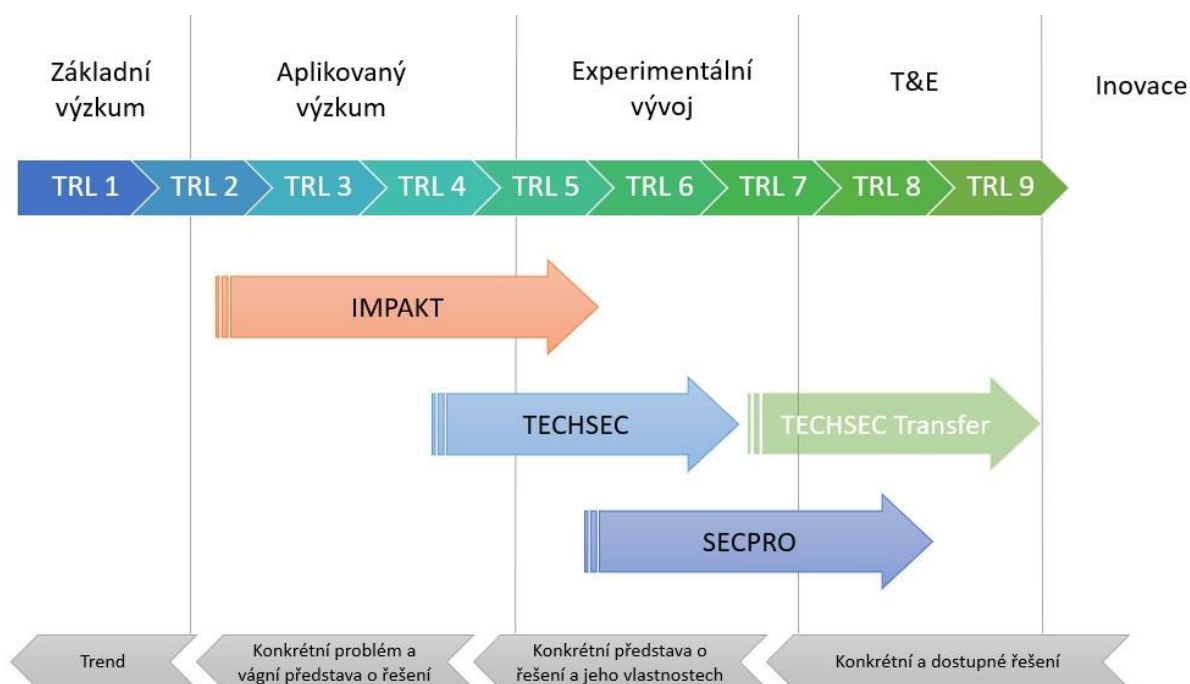 Základní
výzkum
Aplikovaný
výzkum
Experimentální
vývoj
T&E
Inovace
TRL 1
TRL 2
TRL 3
TRL 4
TRL 5
TRL 6
TRL 7
TRL 8
TRL 9
IMPAKT
TECHSEC
TECHSEC Transfer
SECPRO
Trend
Konkrétní problém a
vágní představa o řešení
Konkrétní představa o
řešení a jeho vlastnostech
Konkrétní a dostupné řešení